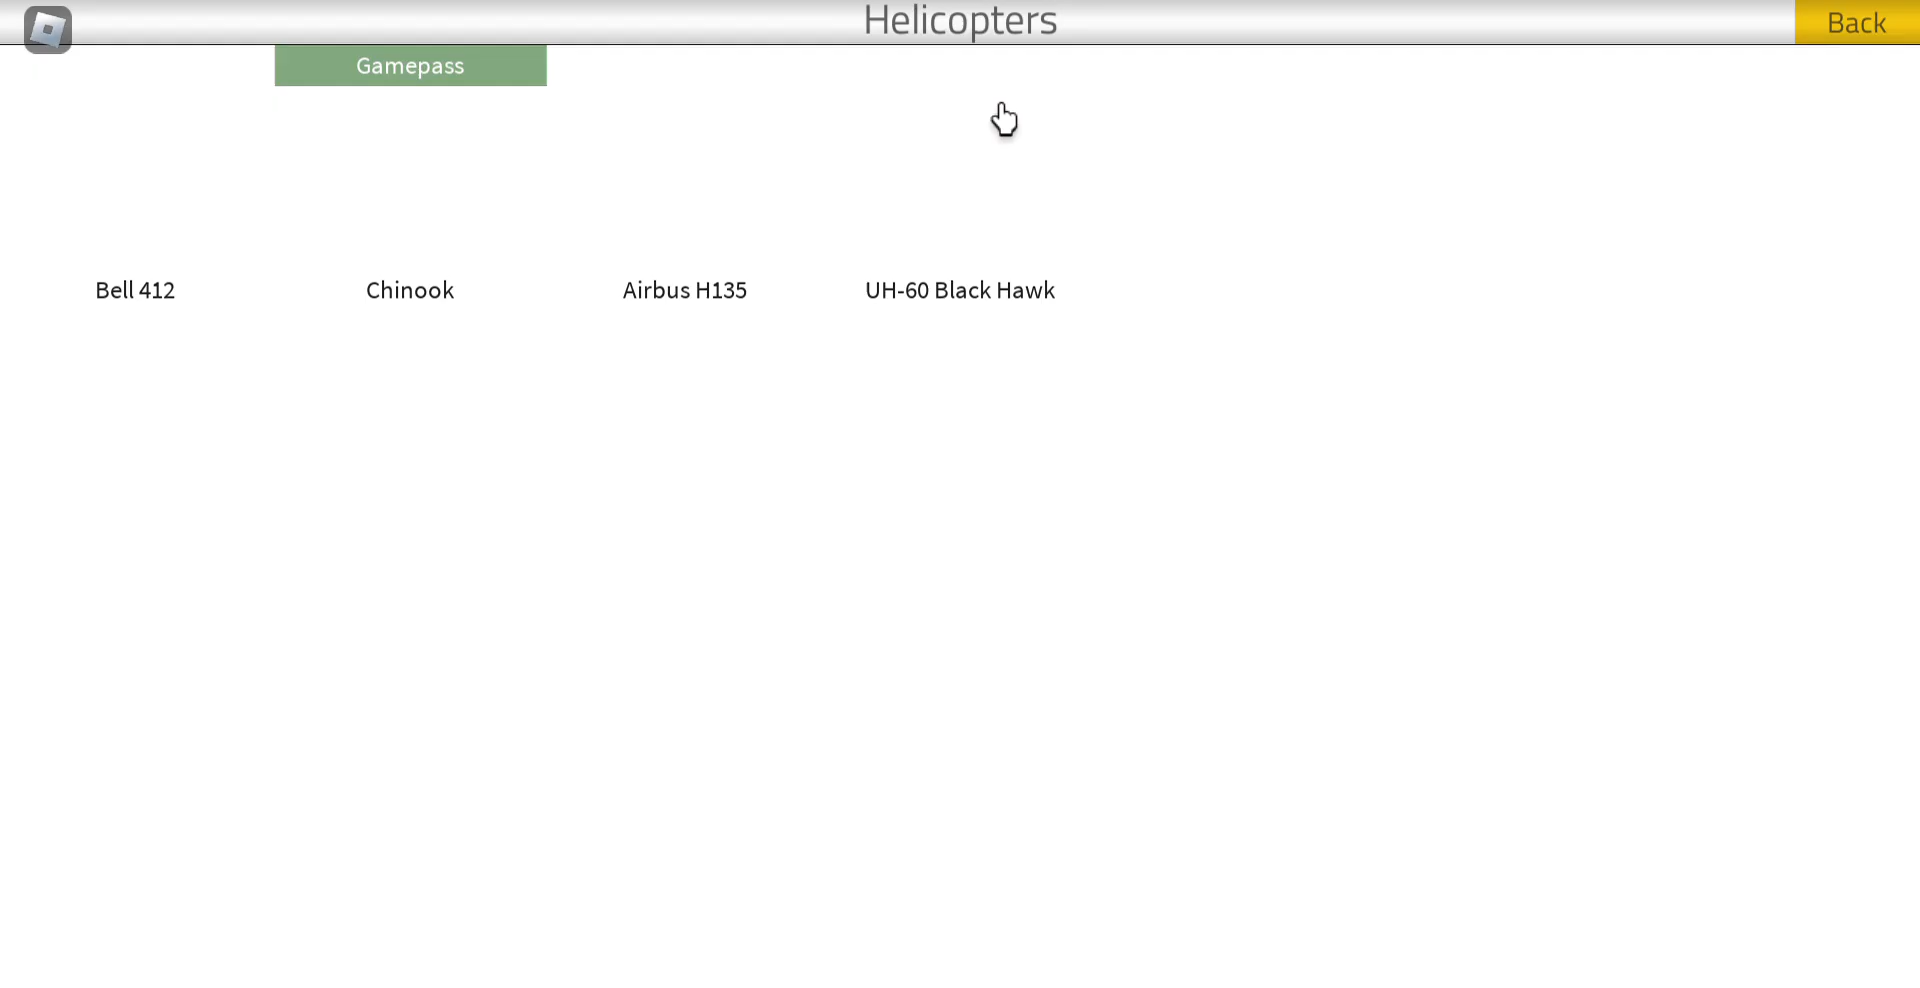 Helicopters
Back
Gamepass
Bell 412
Chinook
Airbus H135
UH-60 Black Hawk